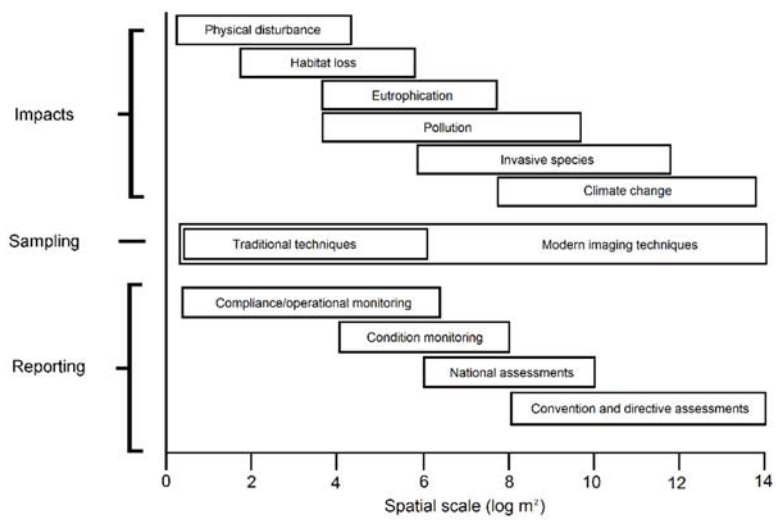 Physical disturbance
Habitat loss
Eutrophication
Impacts
Pollution
Invasive species
Climate change
Sampling
Traditional techniques
Modern imaging techniques
Compliance/operational monitoring
Condition monitoring
Reporting
National assessments
Convention and directive assessments
0 2 4 6 8 10 12 14
Spatial scale (log m²)